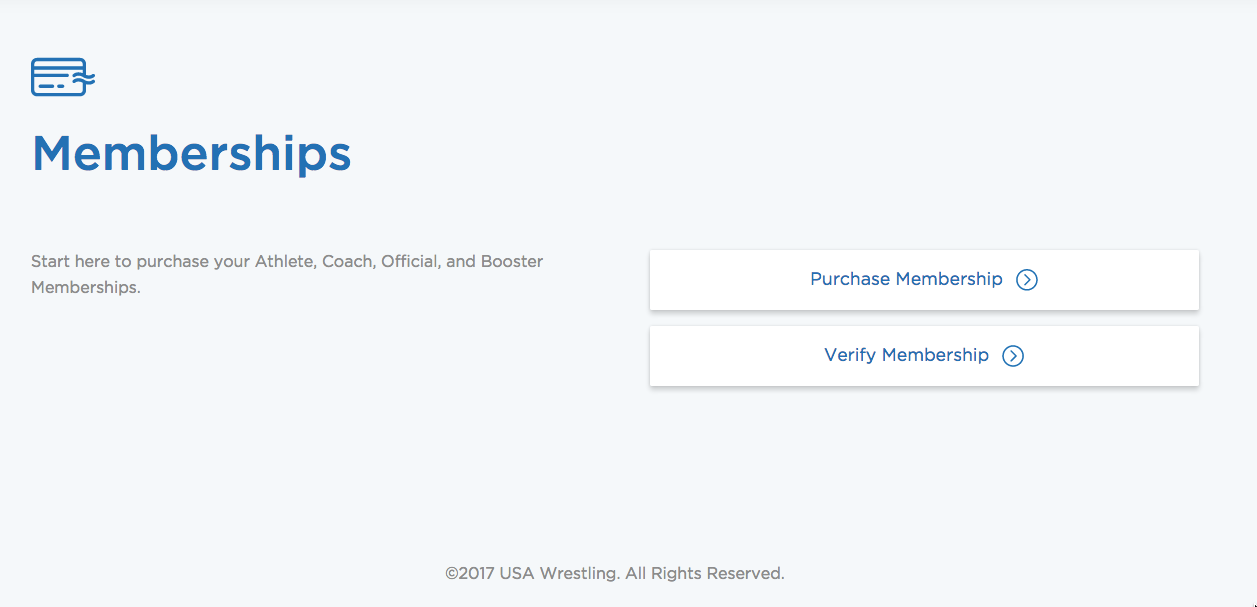 Memberships
Start here to purchase your Athlete, Coach, Official, and Booster
Memberships.
Purchase Membership
Verify Membership
©2017 USA Wrestling. All Rights Reserved.